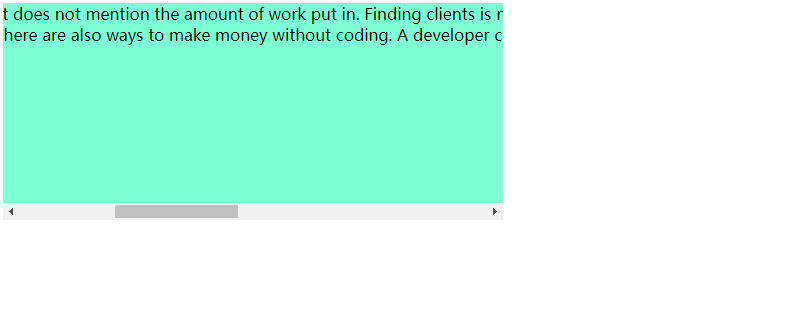 t does not mention the amount of work put in. Finding clients is
here are also ways to make money without coding. A developer c